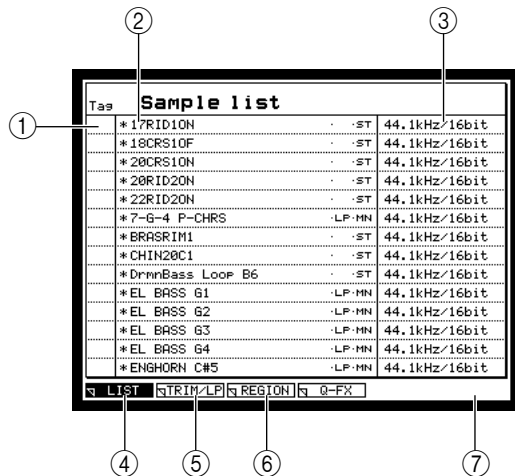 ② ③
Tag Sample list
① *17RID1ON · ·ST 44.1kHz/16bit
*18CRS1OF · ·ST 44.1kHz/16bit
*20CRS1ON · ·ST 44.1kHz/16bit
*20RID2ON · ·ST 44.1kHz/16bit
*22RID2ON · ·ST 44.1kHz/16bit
*7-G-4 P-CHRS ·LP·MN 44.1kHz/16bit
*BRASRIM1 · ·ST 44.1kHz/16bit
*CHIN20C1 · ·ST 44.1kHz/16bit
*DrmnBass Loop B6 · ·ST 44.1kHz/16bit
*EL BASS G1 ·LP·MN 44.1kHz/16bit
*EL BASS G2 ·LP·MN 44.1kHz/16bit
*EL BASS G3 ·LP·MN 44.1kHz/16bit
*EL BASS G4 ·LP·MN 44.1kHz/16bit
*ENGHORN C#5 ·LP·MN 44.1kHz/16bit
LIST TRIM/LP REGION Q-FX
④ ⑤ ⑥ ⑦